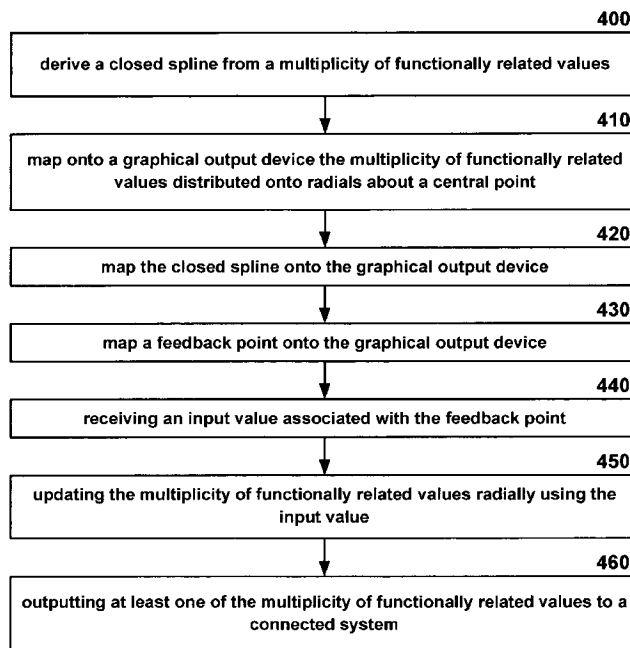 400
derive a closed spline from a multiplicity of functionally related values
410
map onto a graphical output device the multiplicity of functionally related
values distributed onto radials about a central point
420
map the closed spline onto the graphical output device
430
map a feedback point onto the graphical output device
440
receiving an input value associated with the feedback point
450
updating the multiplicity of functionally related values radially using the
input value
460
outputting at least one of the multiplicity of functionally related values to a
connected system